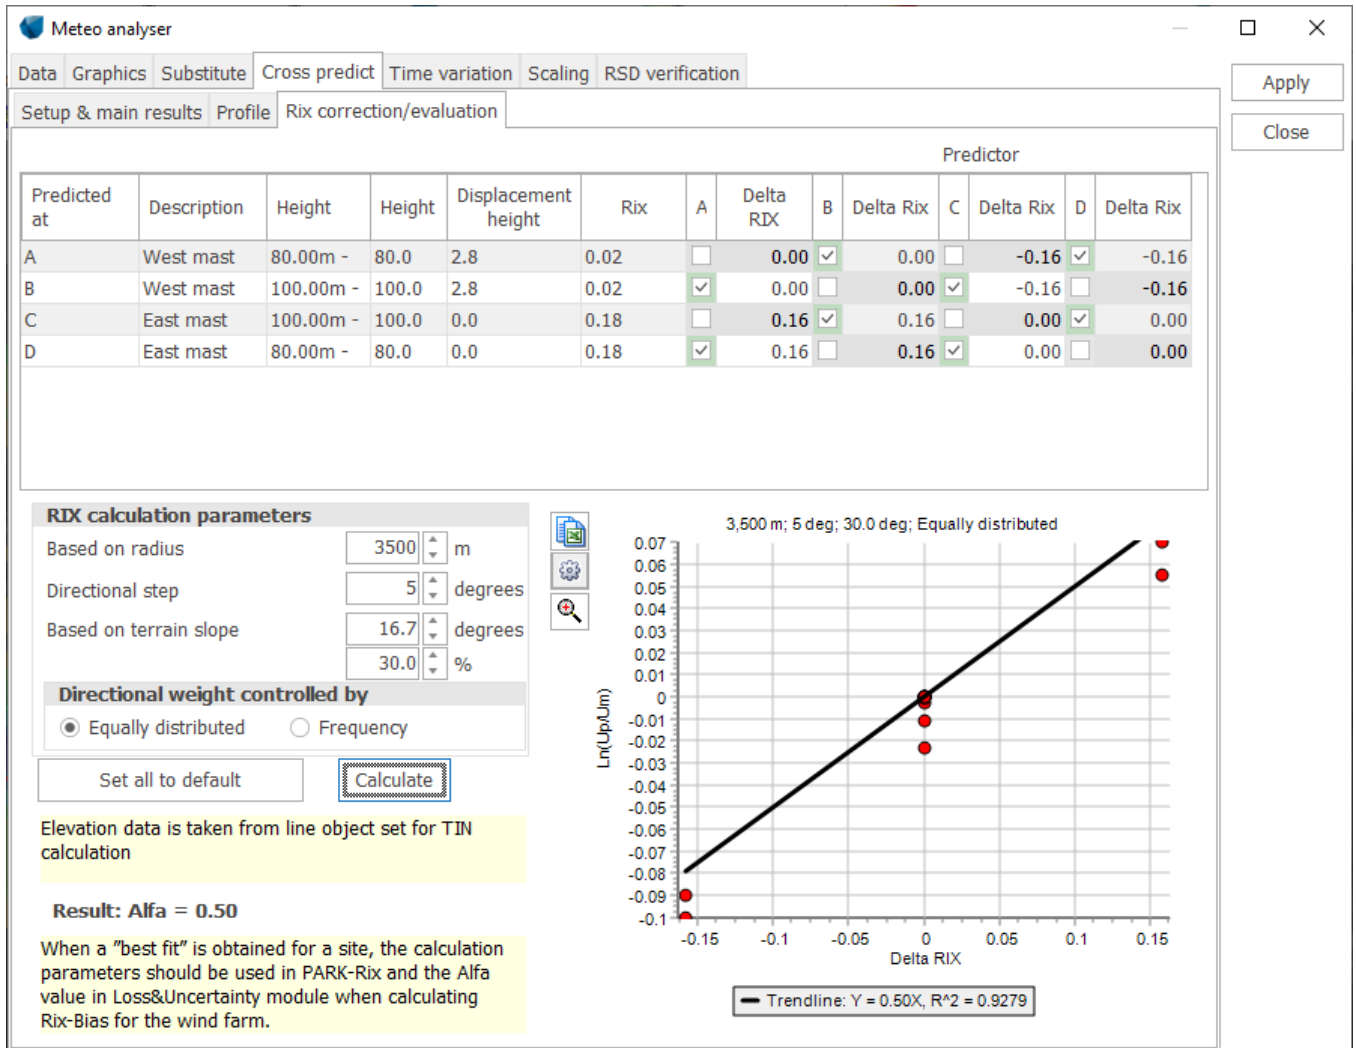 Meteo analyser
Data Graphics Substitute Cross predict Time variation Scaling RSD verification
Apply
Setup & main results Profile Rix correction/evaluation
Close
Predictor
Predicted at Description Height Height Displacement height Rix A Delta RIX B Delta Rix C Delta Rix D Delta Rix
A West mast 80.00m - 80.0 2.8 0.02 0.00 0.00 -0.16 -0.16
B West mast 100.00m - 100.0 2.8 0.02 0.00 0.00 -0.16 -0.16
C East mast 100.00m - 100.0 0.0 0.18 0.16 0.16 0.00 0.00
D East mast 80.00m - 80.0 0.0 0.18 0.16 0.16 0.00 0.00
RIX calculation parameters
Based on radius 3500 m
Directional step 5 degrees
Based on terrain slope 16.7 degrees
30.0 %
Directional weight controlled by
Equally distributed Frequency
Set all to default Calculate
Elevation data is taken from line object set for TIN
calculation
Result: Alfa = 0.50
When a "best fit" is obtained for a site, the calculation
parameters should be used in PARK-Rix and the Alfa
value in Loss&Uncertainty module when calculating
Rix-Bias for the wind farm.
3,500 m; 5 deg; 30.0 deg; Equally distributed
0.07
0.06
0.05
0.04
0.03
0.02
0.01
0
-0.01
-0.02
-0.03
-0.04
-0.05
-0.06
-0.07
-0.08
-0.09
-0.1
Ln(Up/Um)
-0.15 -0.1 -0.05 0 0.05 0.1 0.15
Delta RIX
Trendline: Y = 0.50X, R^2 = 0.9279